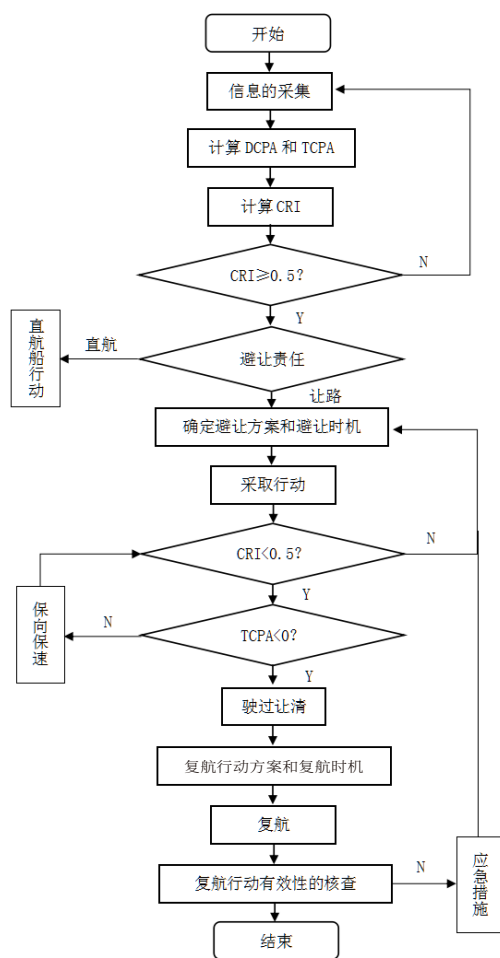 开始
信息的采集
计算 DCPA 和 TCPA
计算 CRI
CRI≥0.5?
N
Y
直航船行动
直航
避让责任
让路
确定避让方案和避让时机
采取行动
CRI<0.5?
N
Y
保向保速
N
TCPA<0?
Y
驶过让清
复航行动方案和复航时机
复航
复航行动有效性的核查
N
应急措施
结束